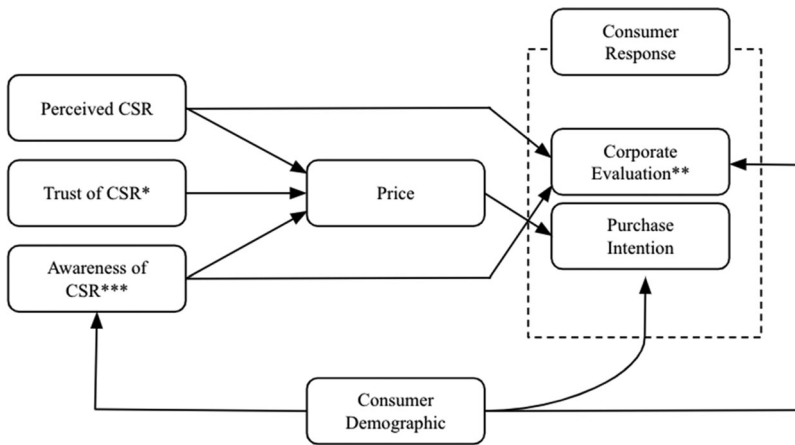 Consumer
Response
Perceived CSR
Corporate
Evaluation**
Trust of CSR*
Price
Purchase
Intention
Awareness of
CSR***
Consumer
Demographic